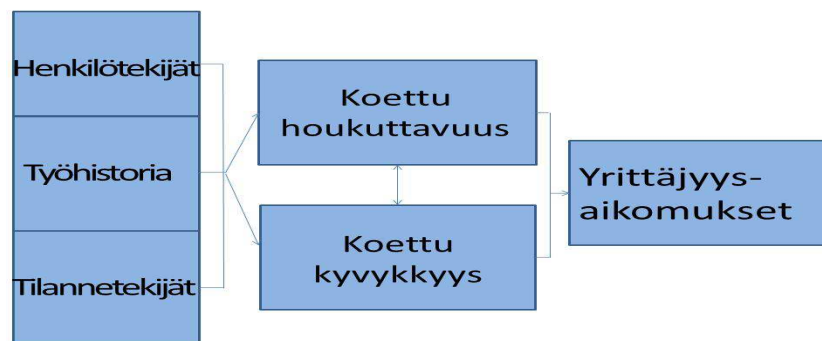 Henkilötekijät
Työhistoria
Tilannetekijät
Koettu
houkuttavuus
Koettu
kyvykkyys
Yrittäjyys-
aikomukset